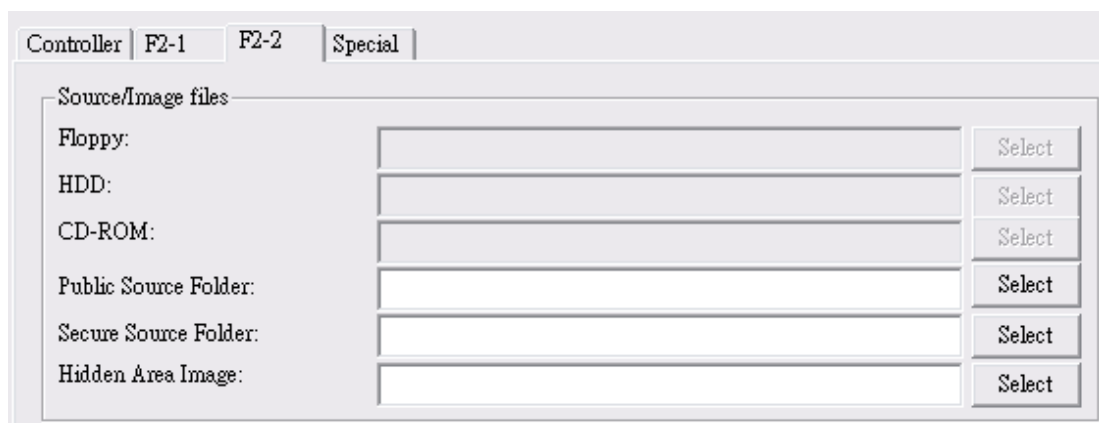 Controller F2-1 F2-2 Special
Source/Image files
Floppy: Select
HDD: Select
CD-ROM: Select
Public Source Folder: Select
Secure Source Folder: Select
Hidden Area Image: Select